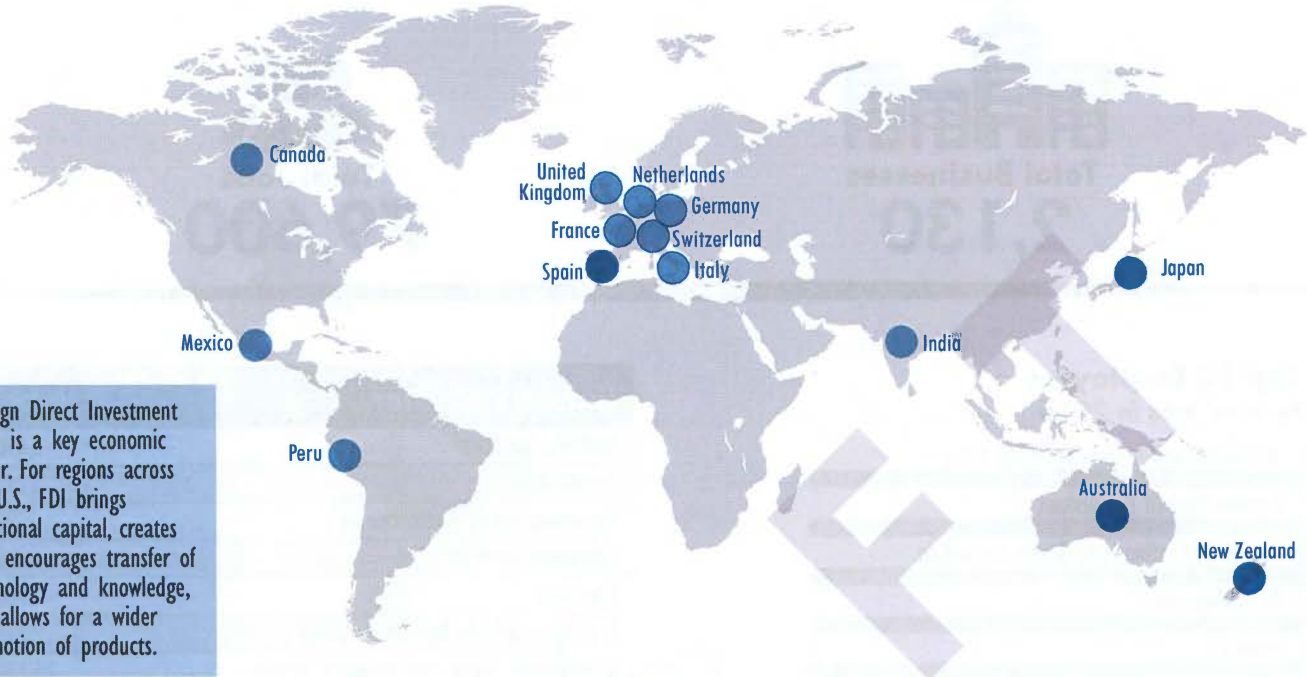 Canada
United
Kingdom
Netherlands
Germany
France
Switzerland
Spain
Italy
Japan
Mexico
India
Peru
Australia
New Zealand
gn Direct Investment
is a key economic
r. For regions across
U.S., FDI brings
tional capital, creates
encourages transfer of
nology and knowledge,
allows for a wider
notion of products.